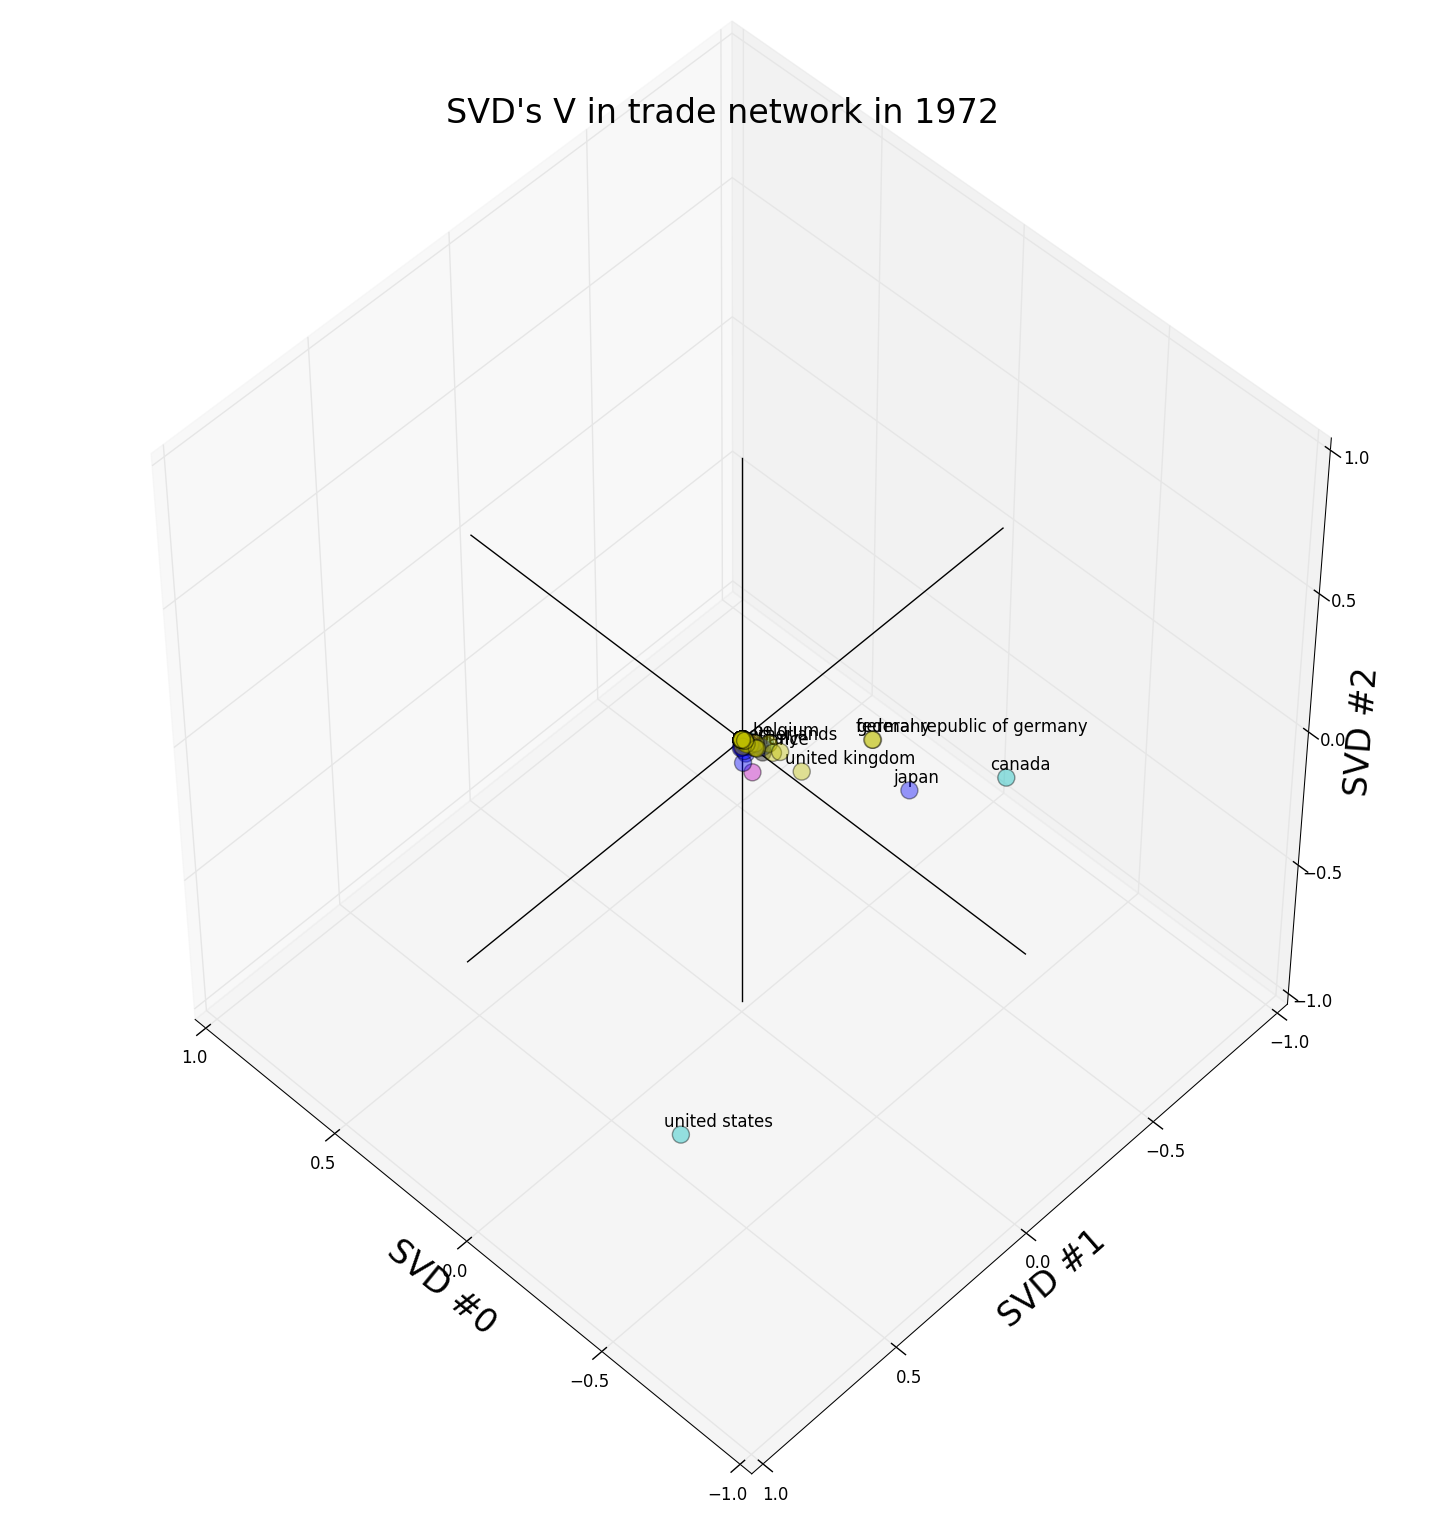 SVD's V in trade network in 1972
1.0
0.5
0.0
−0.5
−1.0
SVD #2
belgium
united kingdom
federal republic of germany
germany
canada
japan
united states
1.0
0.5
0.0
−0.5
−1.0
SVD #0
−1.0
−0.5
0.0
0.5
1.0
SVD #1